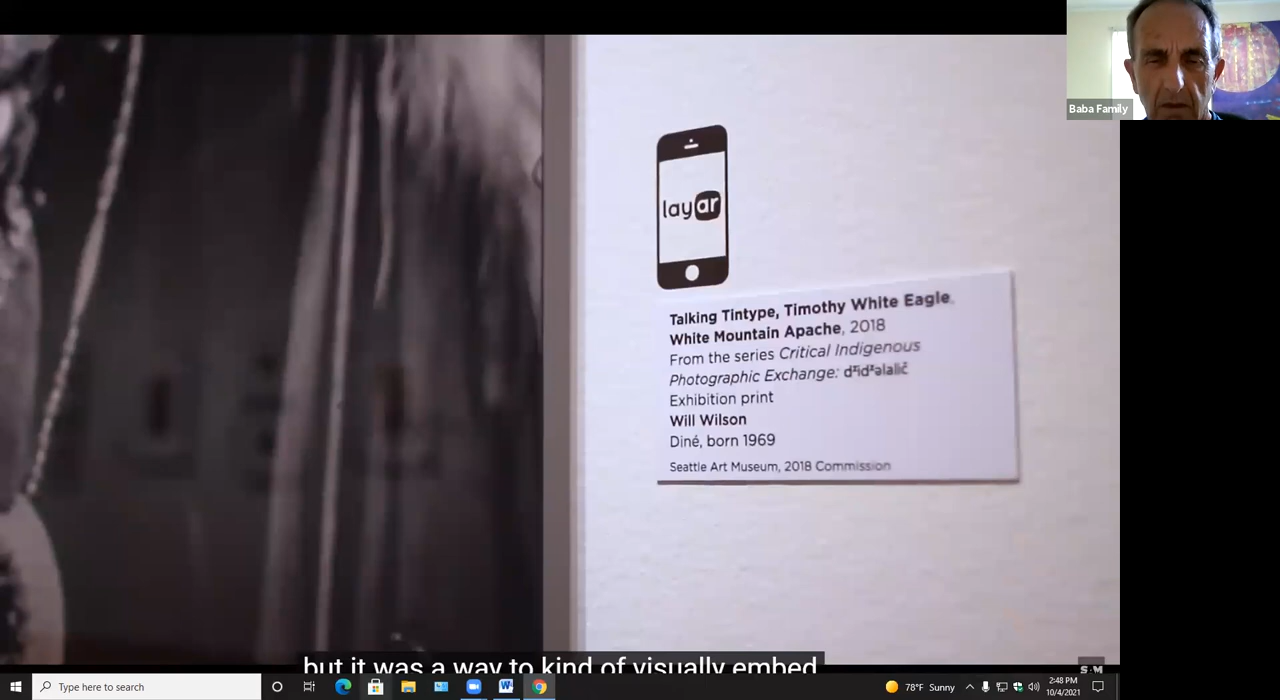 Baba Family
layar
Talking Tintype, Timothy White Eagle,
White Mountain Apache, 2018
From the series Critical Indigenous
Photographic Exchange: dᶻidᶻəlalič
Exhibition print
Will Wilson
Diné, born 1969
Seattle Art Museum, 2018 Commission
but it was a way to kind of visually embed
SAM
Type here to search
78°F Sunny
2:48 PM
10/4/2021